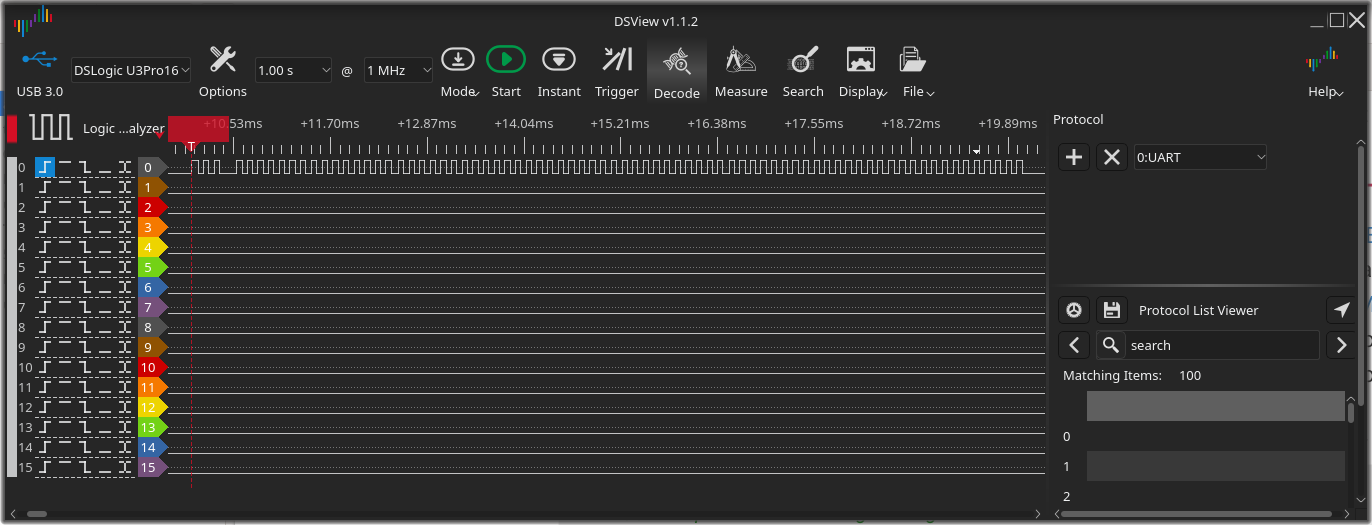 DSView v1.1.2
DSLogic U3Pro16 1.00 s @ 1 MHz
USB 3.0 Options Mode Start Instant Trigger Decode Measure Search Display File Help
Logic ...alyzer +10.53ms +11.70ms +12.87ms +14.04ms +15.21ms +16.38ms +17.55ms +18.72ms +19.89ms Protocol
T
0 0 0:UART
1 1
2 2
3 3
4 4
5 5
6 6
7 7
8 8 Protocol List Viewer
9 9 search
10 10 Matching Items: 100
11 11
12 12
13 13 0
14 14
15 15 1
2